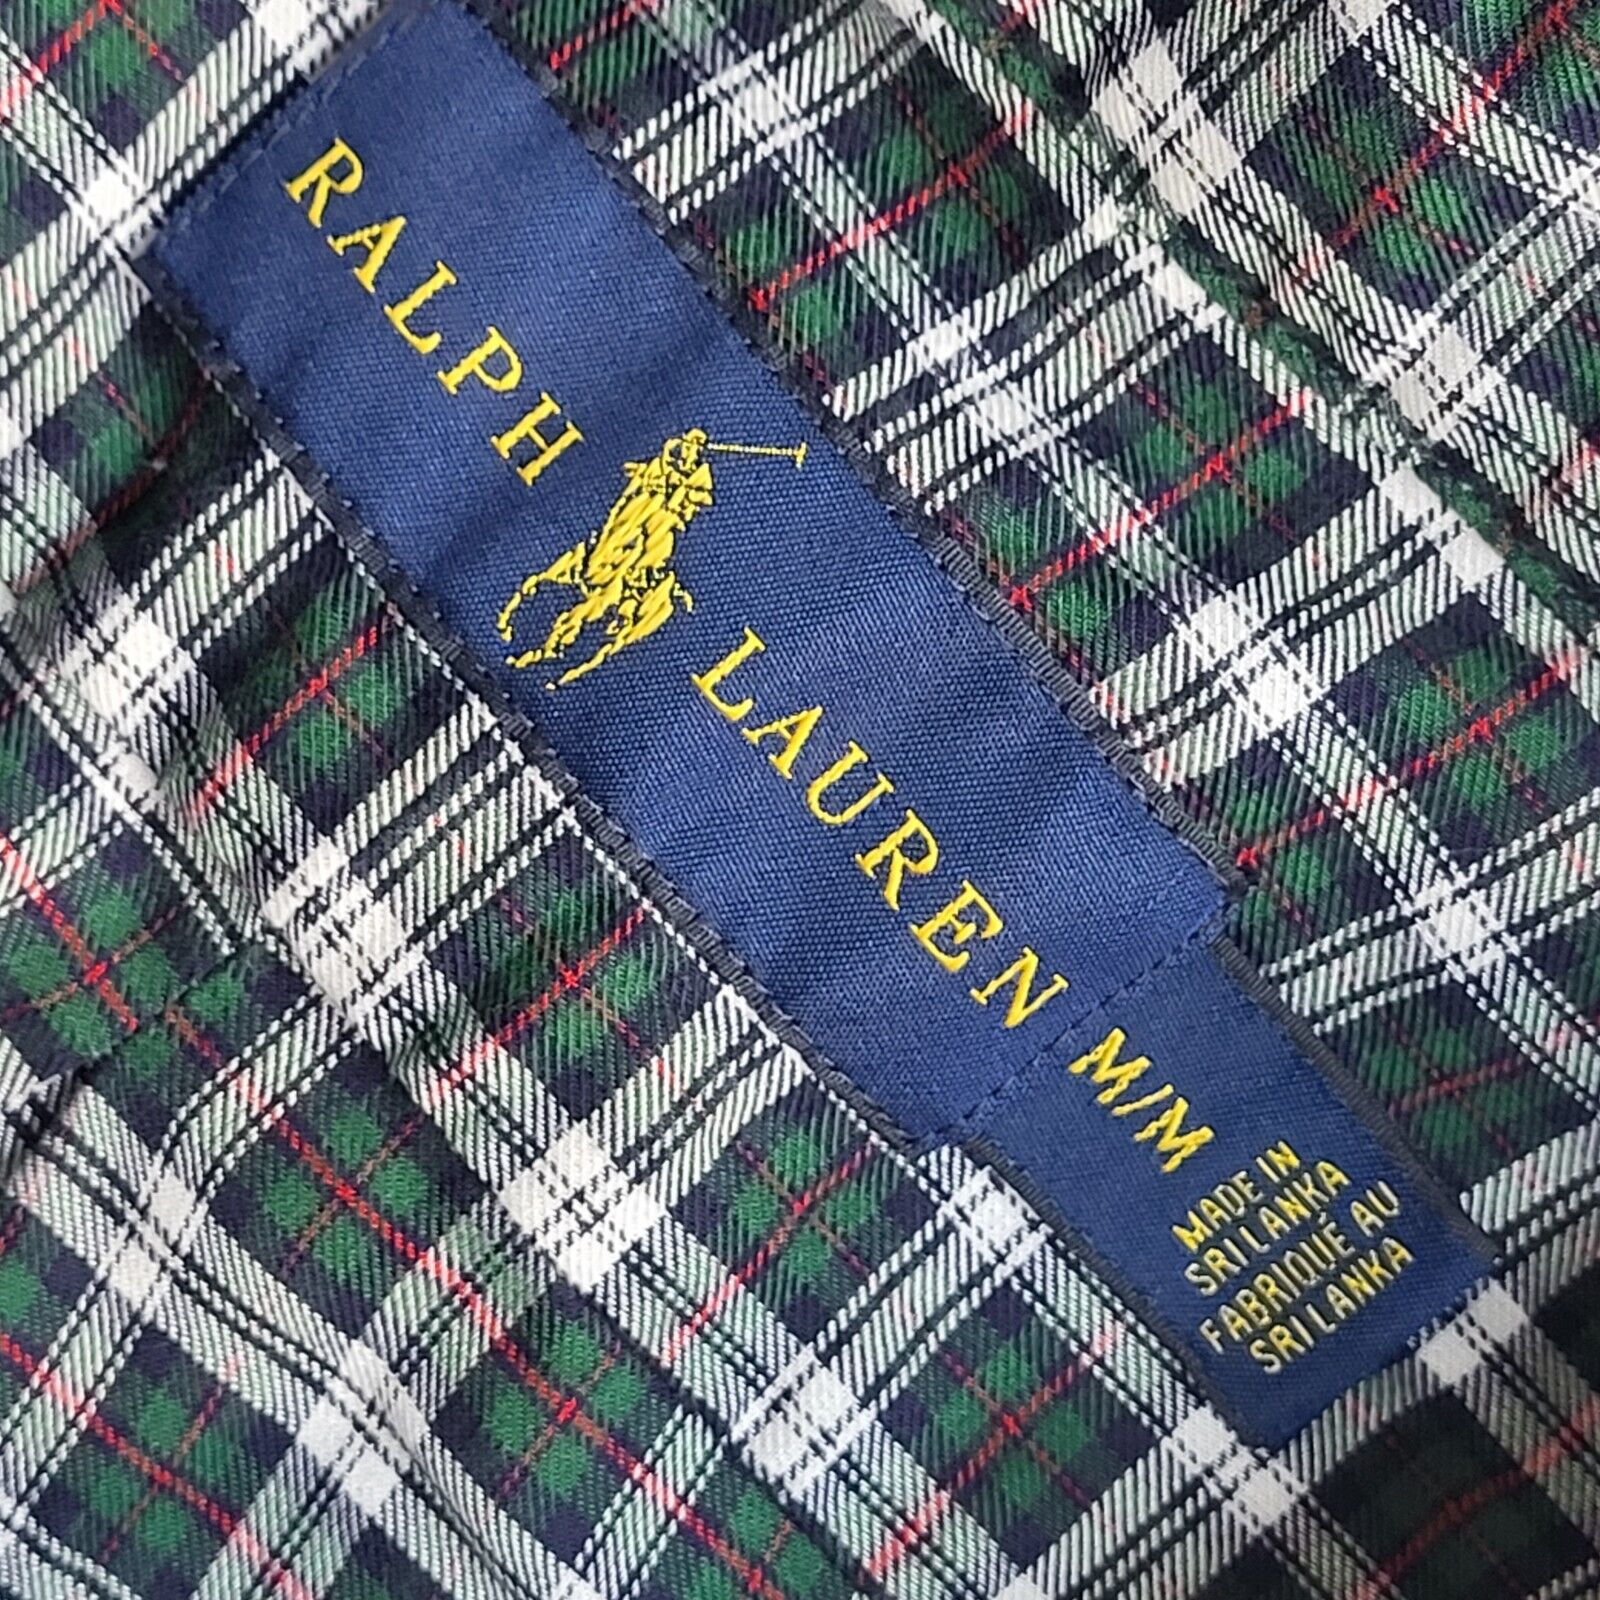 RALPH LAUREN
M/M
MADE IN
SRI LANKA
FABRIQUÉ AU
SRI LANKA